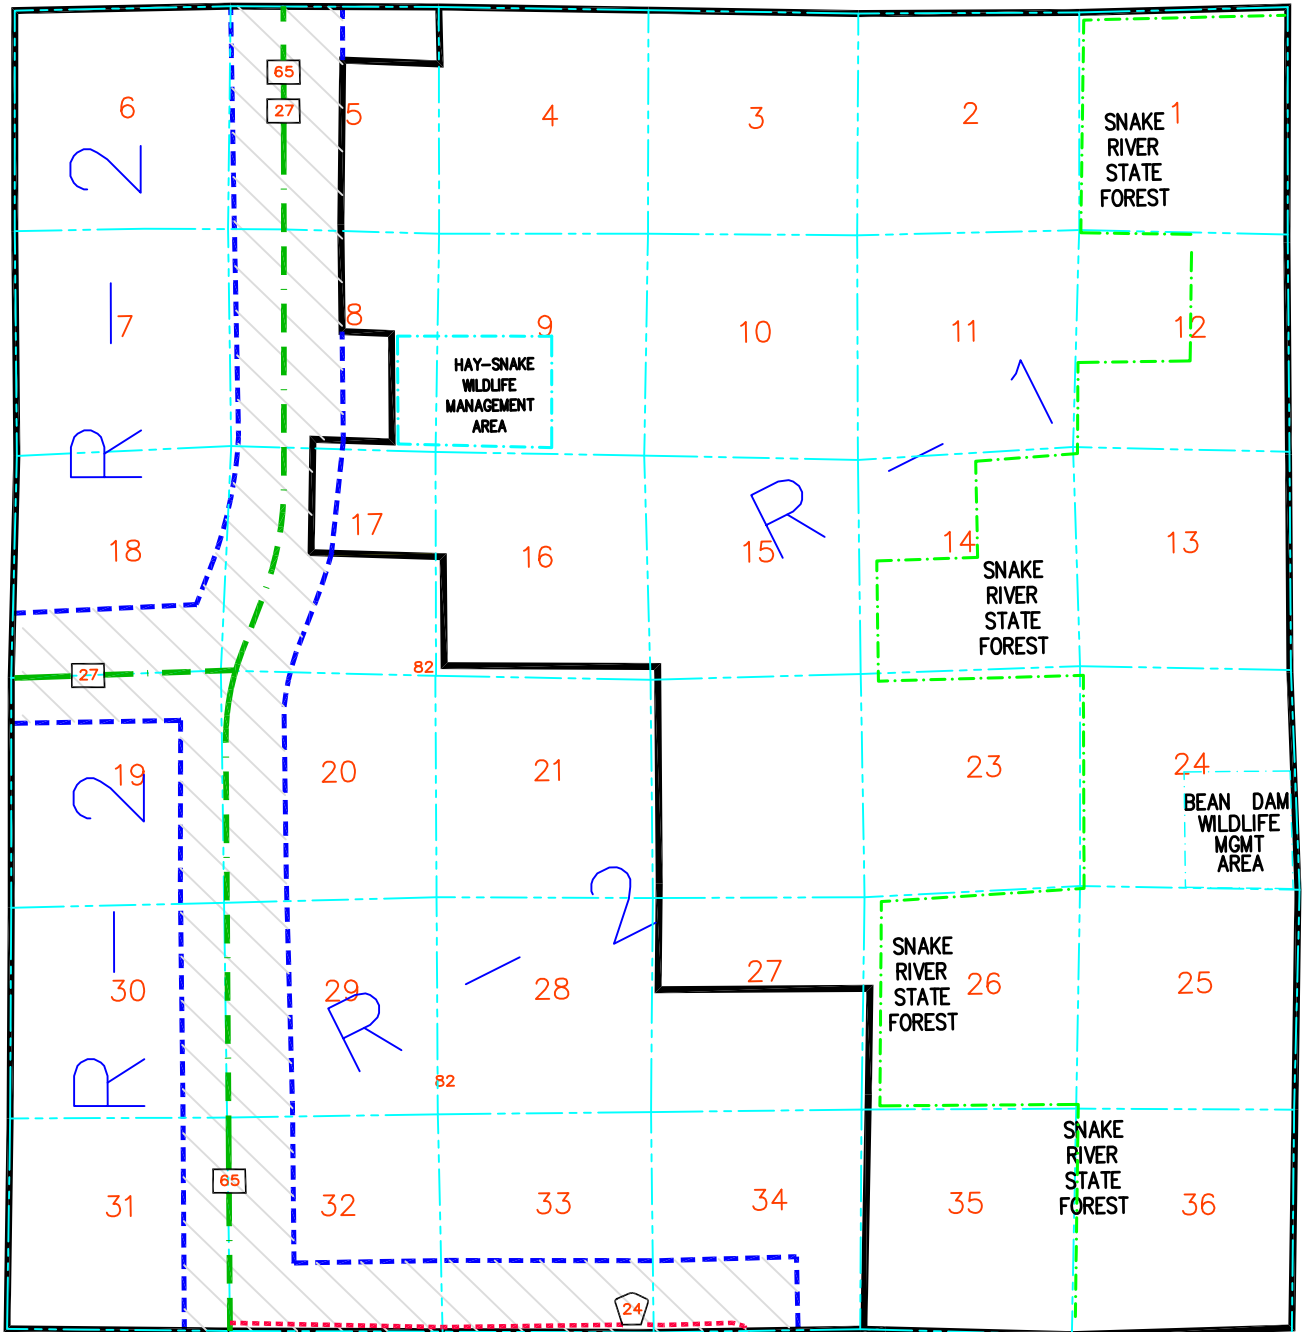 65
27
6
5
4
3
2
1
SNAKE
RIVER
STATE
FOREST
R-2
7
8
9
10
11
12
HAY-SNAKE
WILDLIFE
MANAGEMENT
AREA
R-1
18
17
16
15
14
13
SNAKE
RIVER
STATE
FOREST
27
82
19
20
21
23
24
BEAN DAM
WILDLIFE
MGMT
AREA
R-2
R-2
30
29
28
27
26
25
SNAKE
RIVER
STATE
FOREST
82
SNAKE
RIVER
STATE
FOREST
65
31
32
33
34
35
36
24